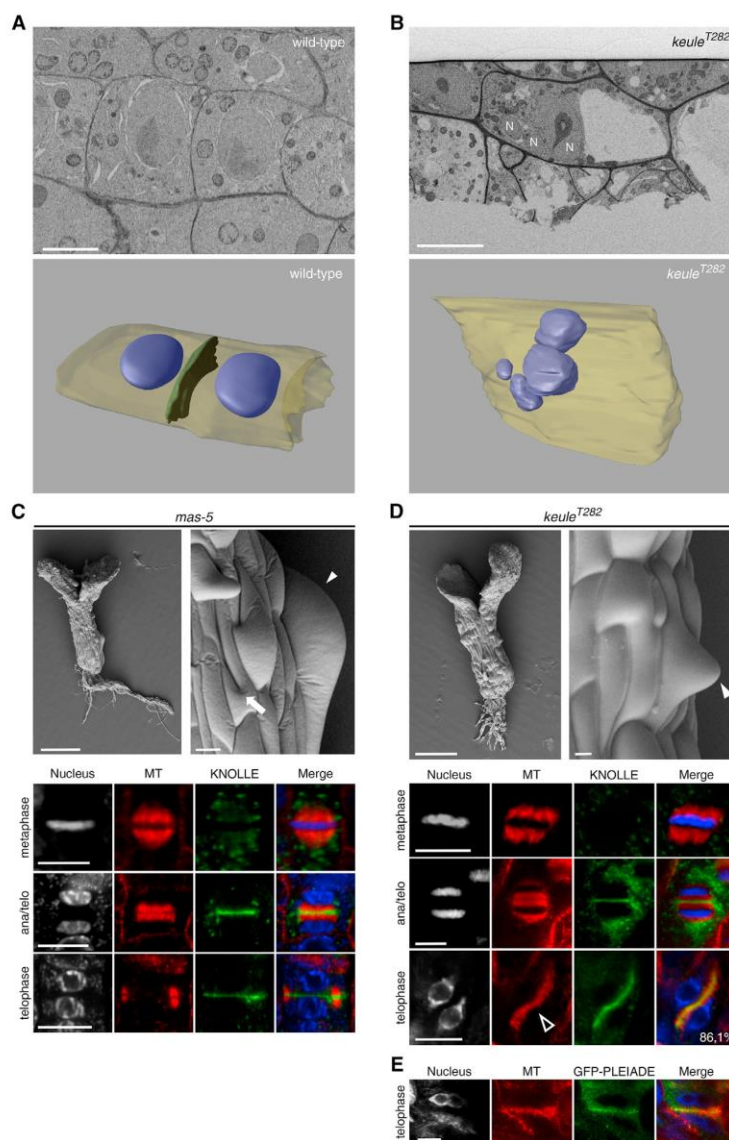 A
B
wild-type
keule^T282
N
N
N
wild-type
keule^T282
C
D
mas-5
keule^T282
Nucleus MT KNOLLE Merge
metaphase
ana/telo
telophase
Nucleus MT KNOLLE Merge
metaphase
ana/telo
telophase
86,1%
E
Nucleus MT GFP-PLEIADE Merge
telophase